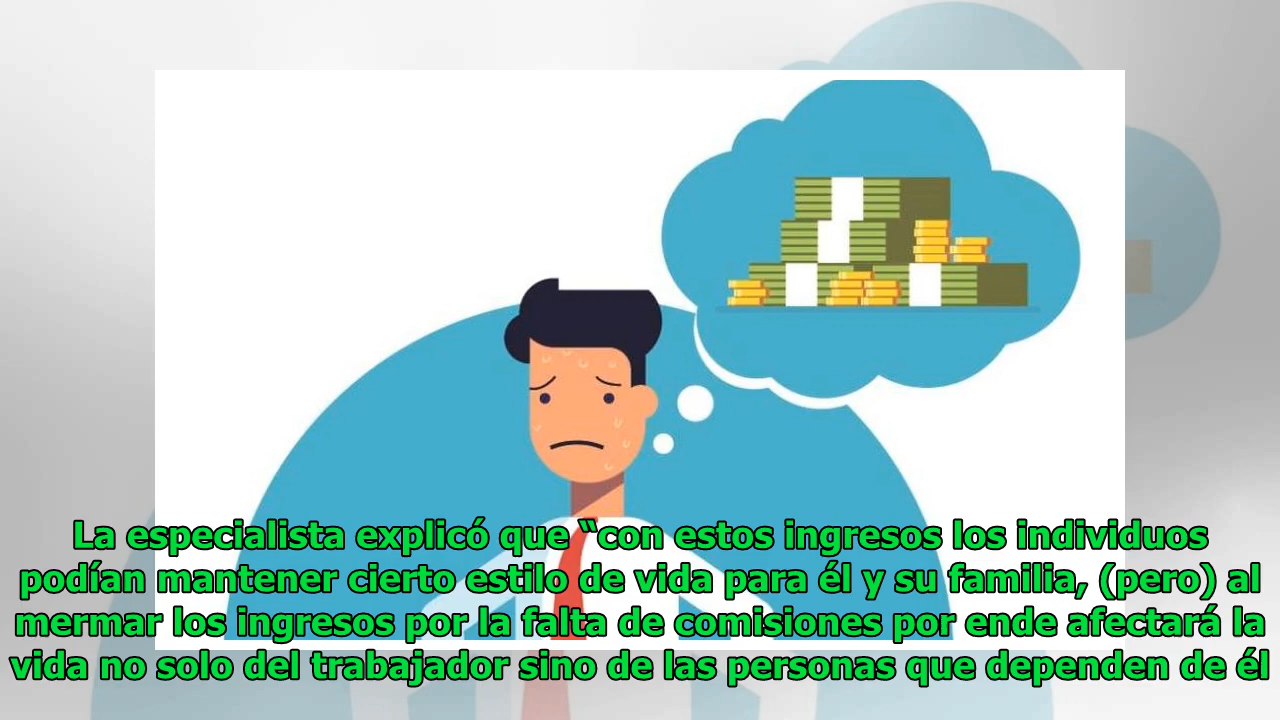 La especialista explicó que “con estos ingresos los individuos
podían mantener cierto estilo de vida para él y su familia, (pero) al
mermar los ingresos por la falta de comisiones por ende afectará la
vida no solo del trabajador sino de las personas que dependen de él